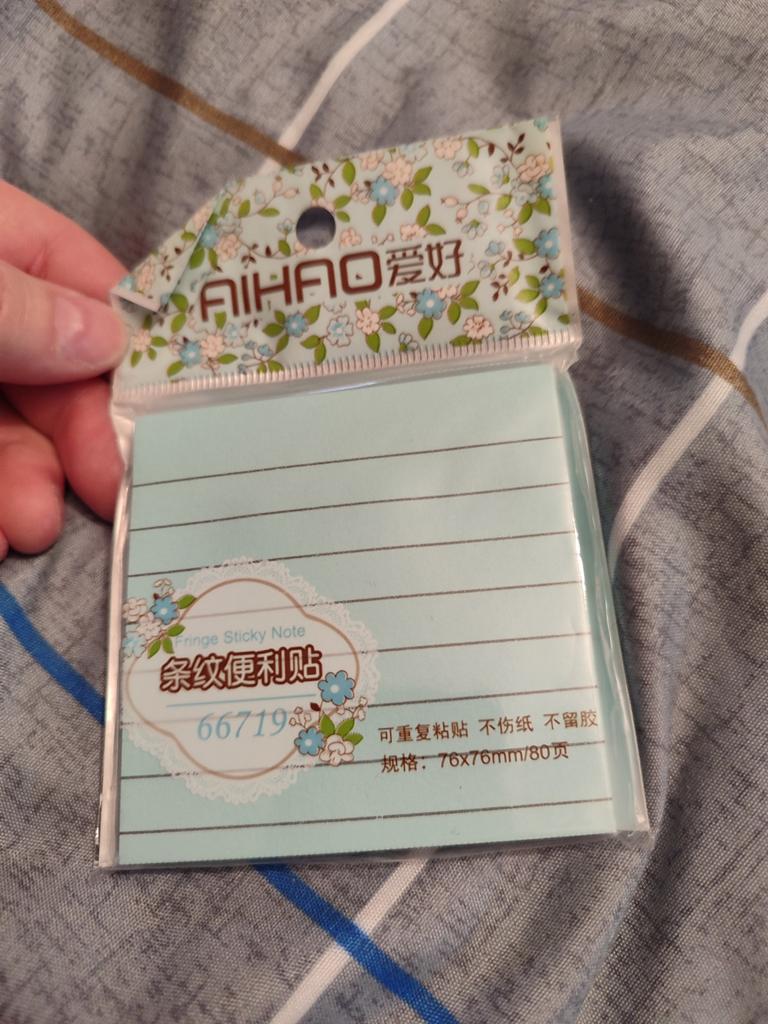 AIHAO爱好
Fringe Sticky Note
条纹便利贴
66719
可重复粘贴 不伤纸 不留胶
规格：76x76mm/80页